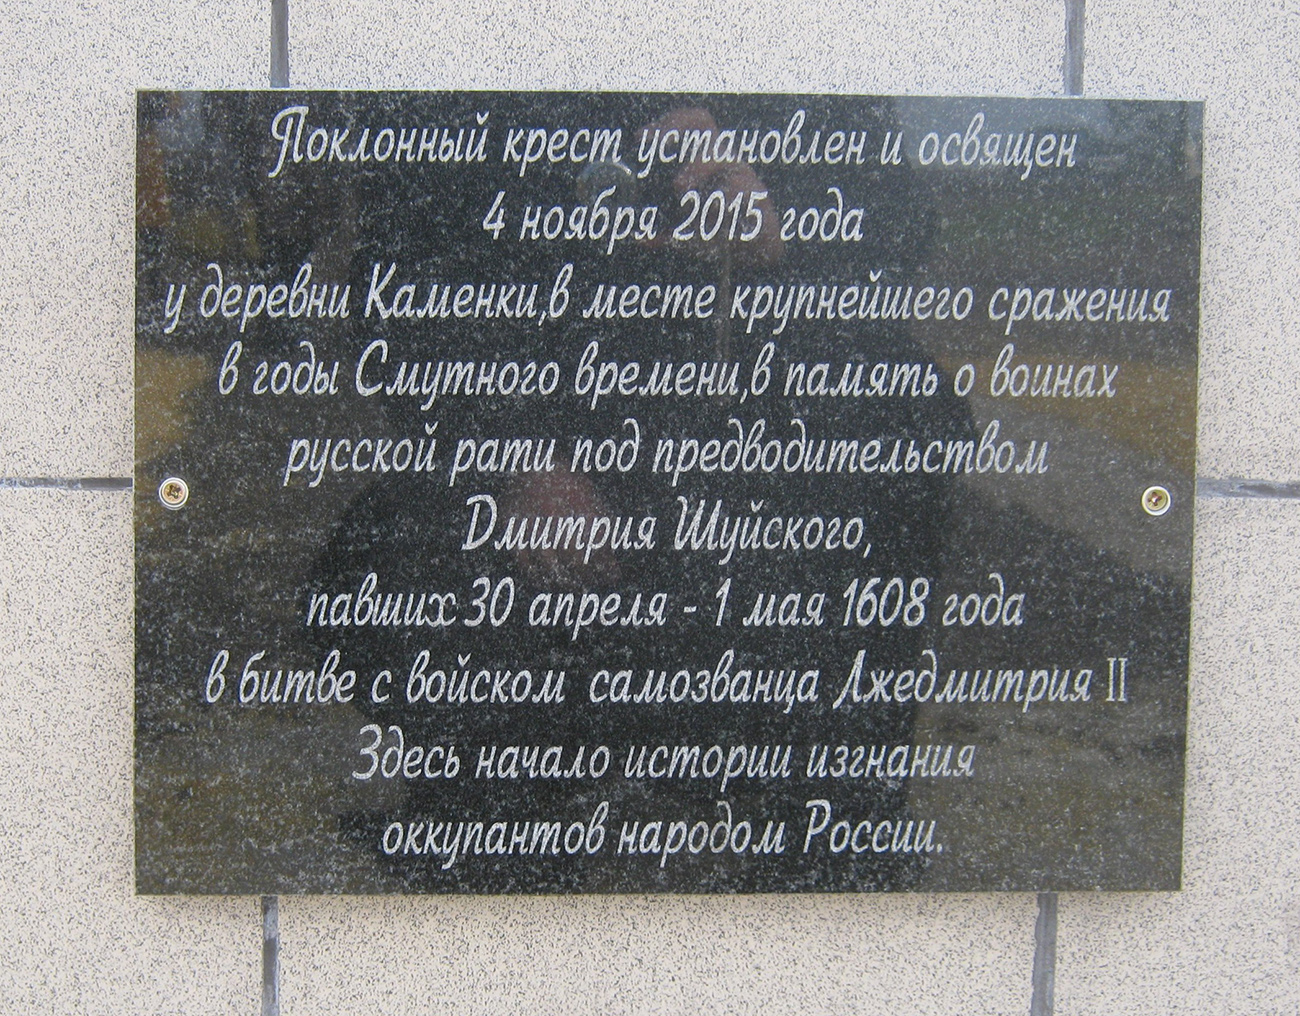 Поклонный крест установлен и освящен
4 ноября 2015 года
у деревни Каменки,в месте крупнейшего сражения
в годы Смутного времени,в память о воинах
русской рати под предводительством
Дмитрия Шуйского,
павших 30 апреля - 1 мая 1608 года
в битве с войском самозванца Лжедмитрия II
Здесь начало истории изгнания
оккупантов народом России.